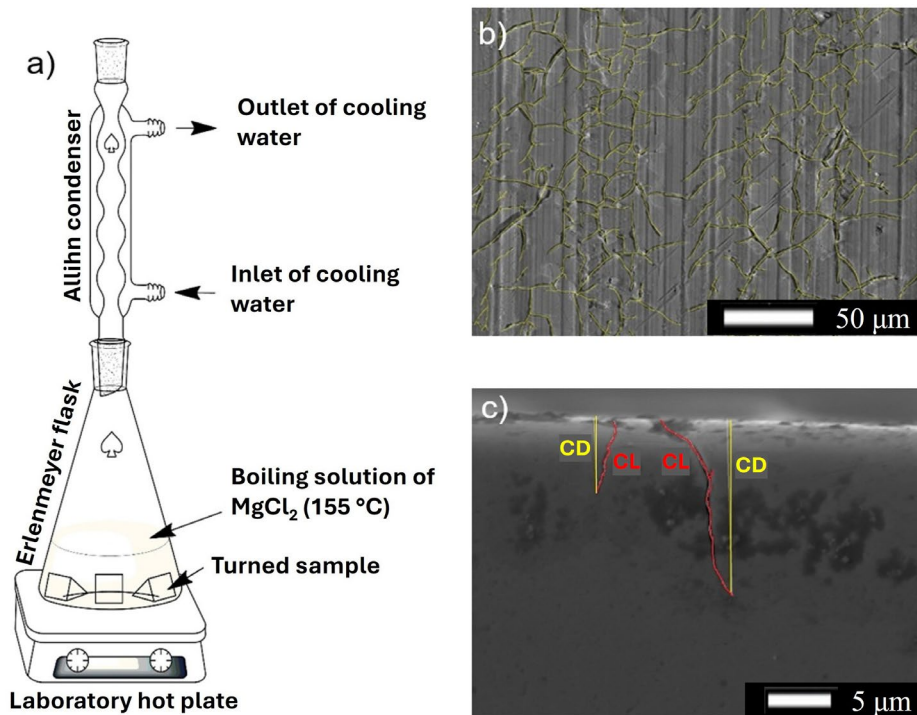 a)
Alihn condenser
Outlet of cooling
water
Inlet of cooling
water
Erlenmeyer flask
Boiling solution of
MgCl₂ (155 °C)
Turned sample
Laboratory hot plate
b)
50 µm
c)
CD
CL
CL
CD
5 µm